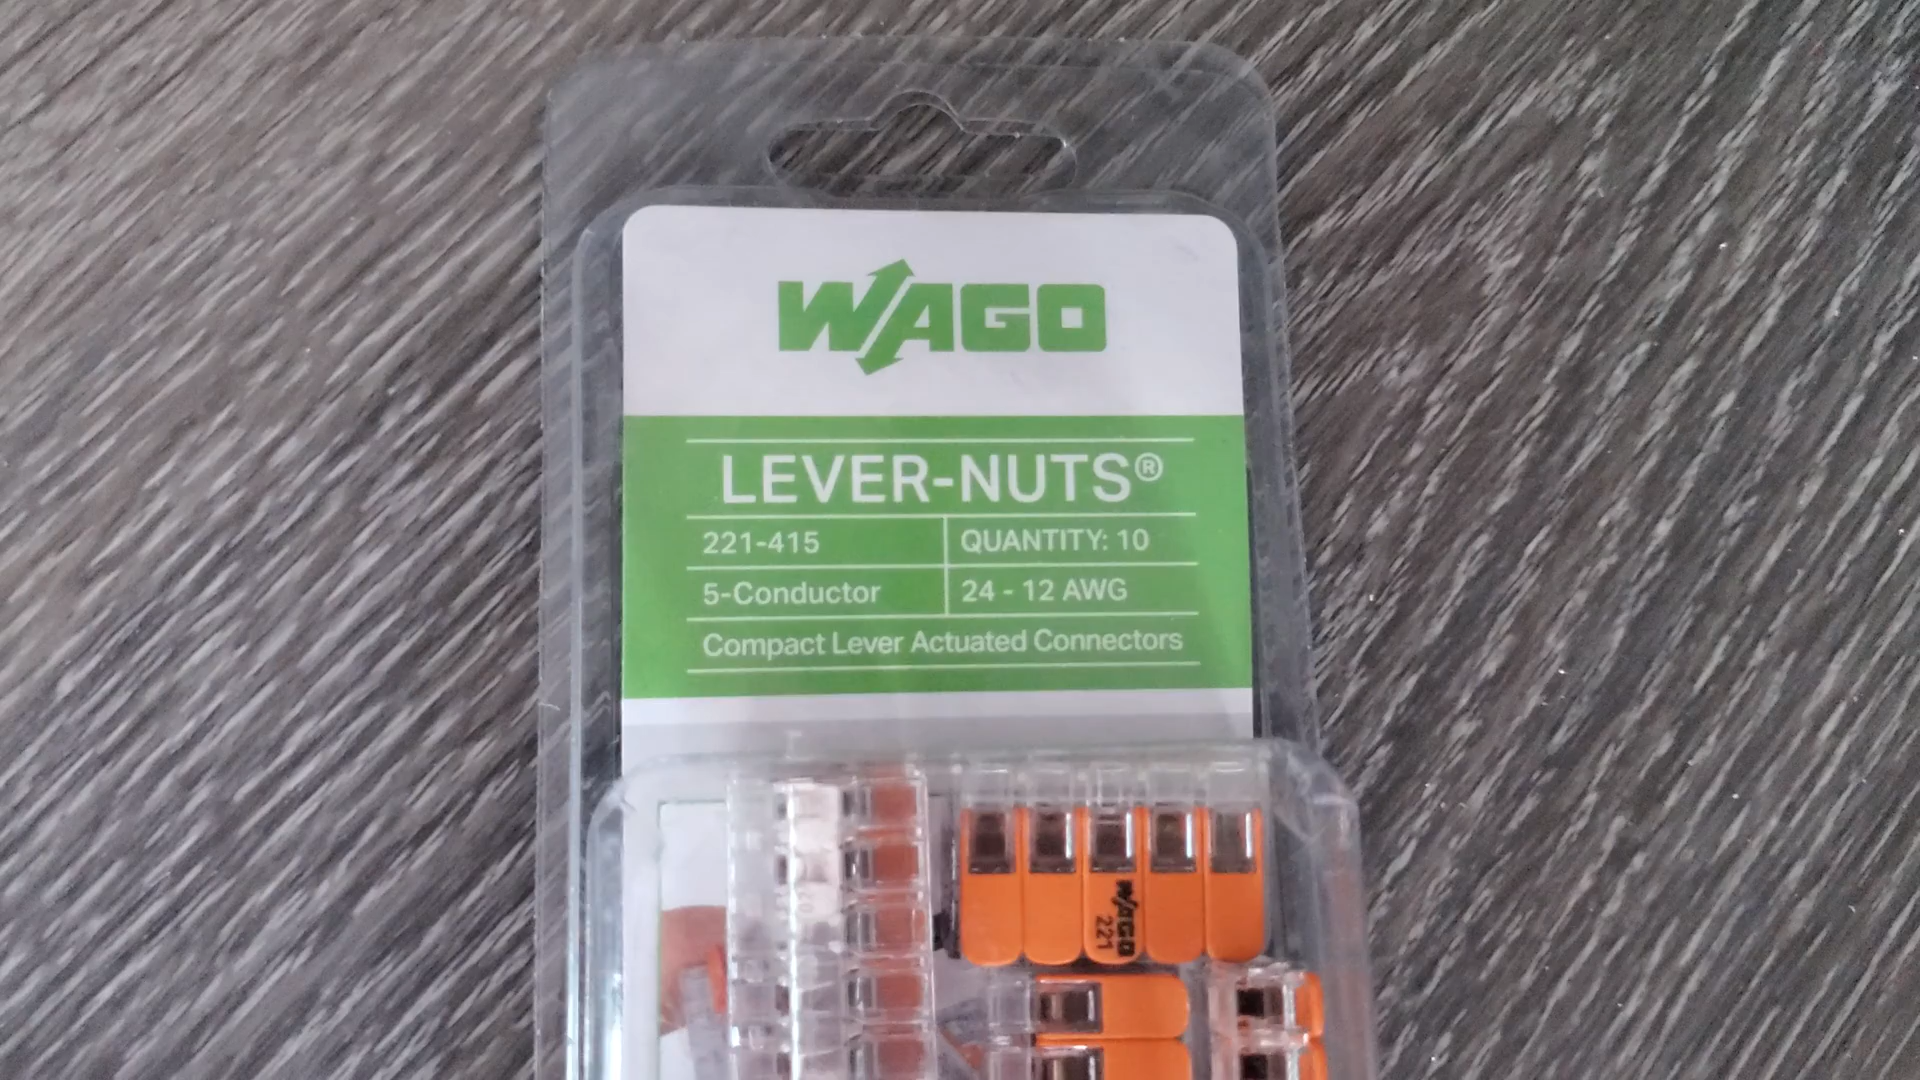 WAGO
LEVER-NUTS®
221-415 QUANTITY: 10
5-Conductor 24 - 12 AWG
Compact Lever Actuated Connectors
WAGO
221